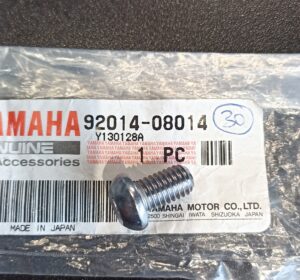 YAMAHA 92014-08014 30
Y130128A
GENUINE
Accessories 1 PC
YAMAHA MOTOR CO., LTD.
2500 SHINGAI IWATA SHIZUOKA JAPAN
MADE IN JAPAN